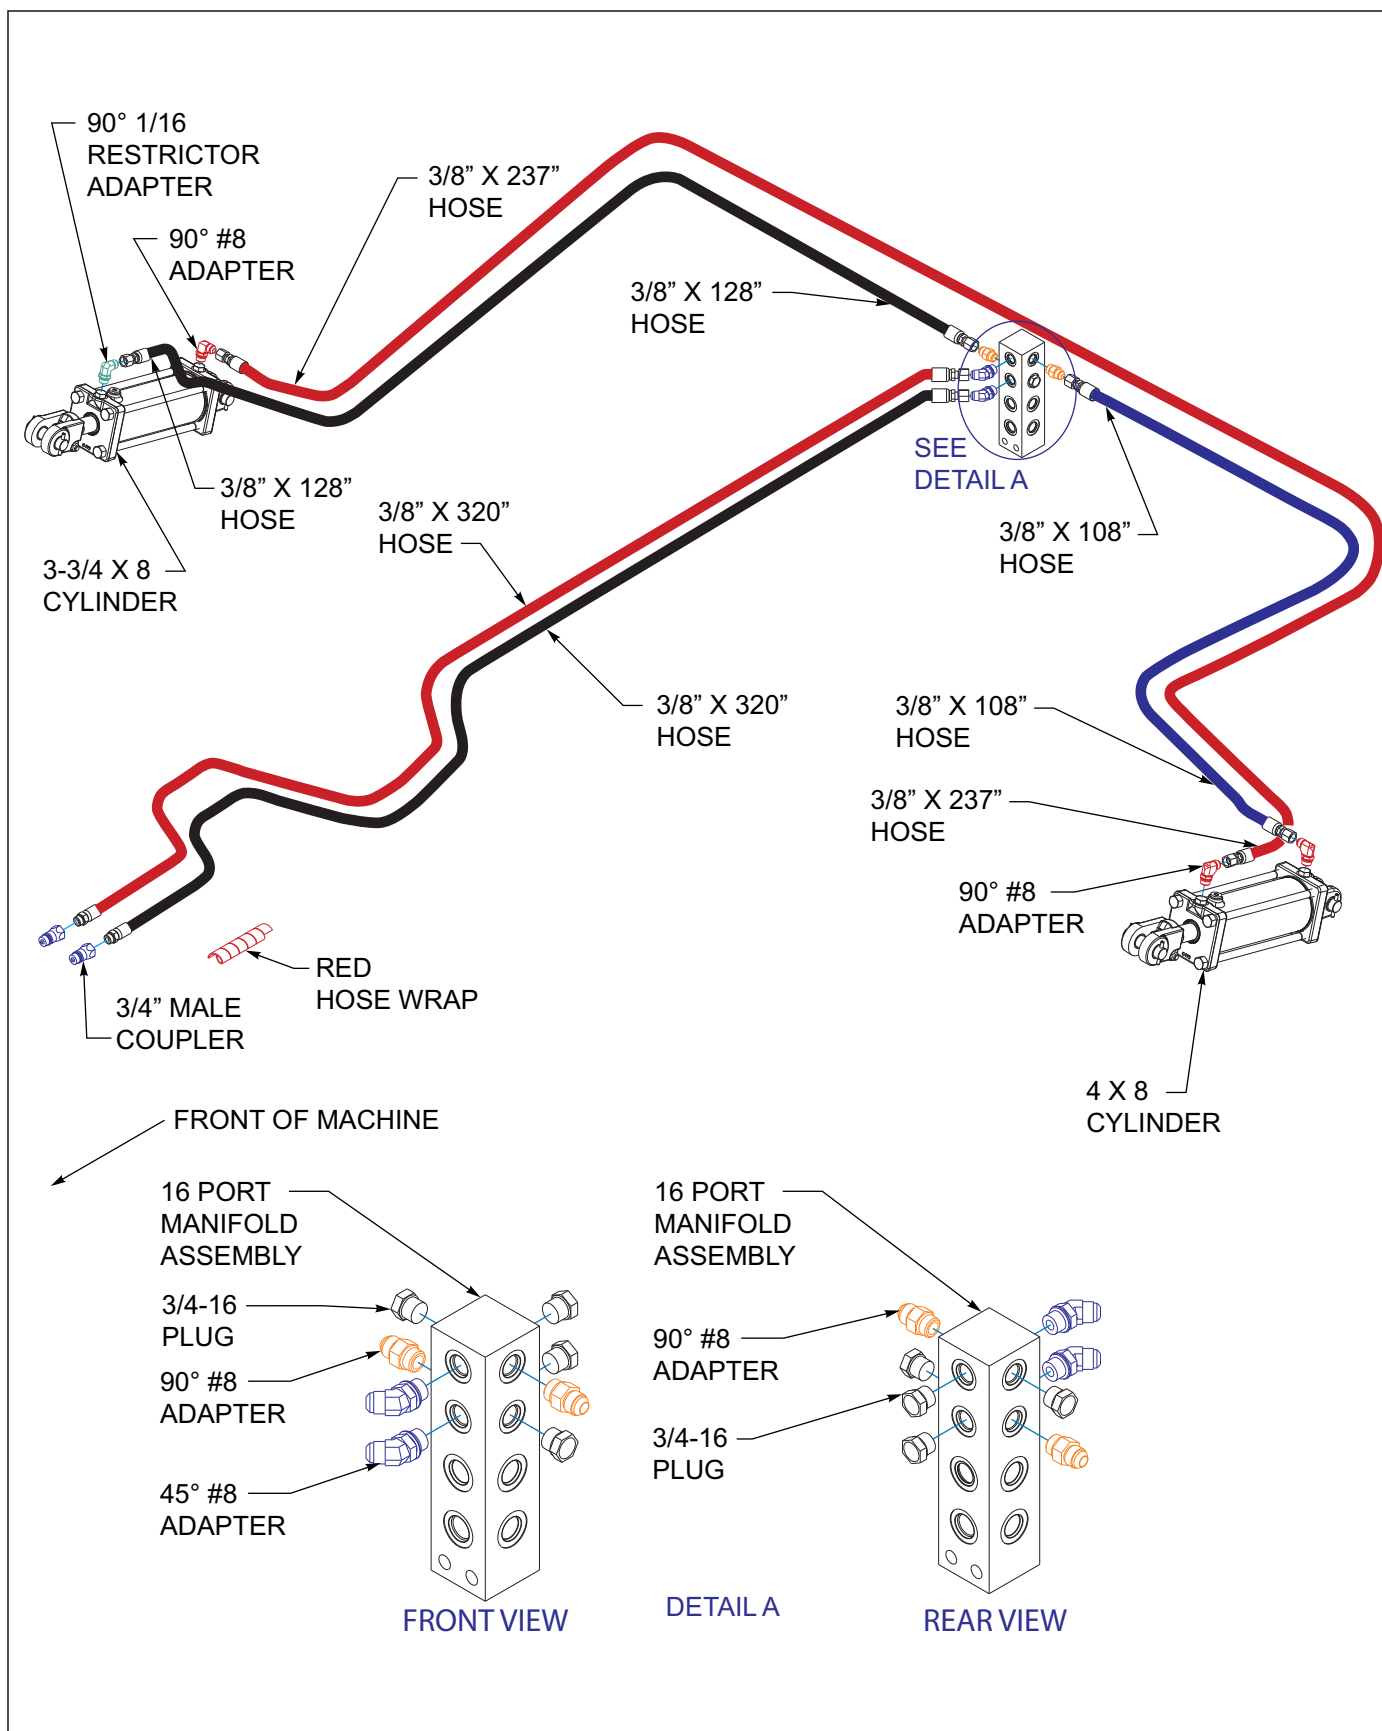 90° 1/16
RESTRICTOR
ADAPTER
3/8” X 237”
HOSE
90° #8
ADAPTER
3/8” X 128”
HOSE
SEE
DETAIL A
3/8” X 128”
HOSE
3/8” X 320”
HOSE
3/8” X 108”
HOSE
3-3/4 X 8
CYLINDER
3/8” X 320”
HOSE
3/8” X 108”
HOSE
3/8” X 237”
HOSE
90° #8
ADAPTER
RED
HOSE WRAP
3/4” MALE
COUPLER
4 X 8
CYLINDER
FRONT OF MACHINE
16 PORT
MANIFOLD
ASSEMBLY
3/4-16
PLUG
90° #8
ADAPTER
45° #8
ADAPTER
FRONT VIEW
DETAIL A
16 PORT
MANIFOLD
ASSEMBLY
90° #8
ADAPTER
3/4-16
PLUG
REAR VIEW